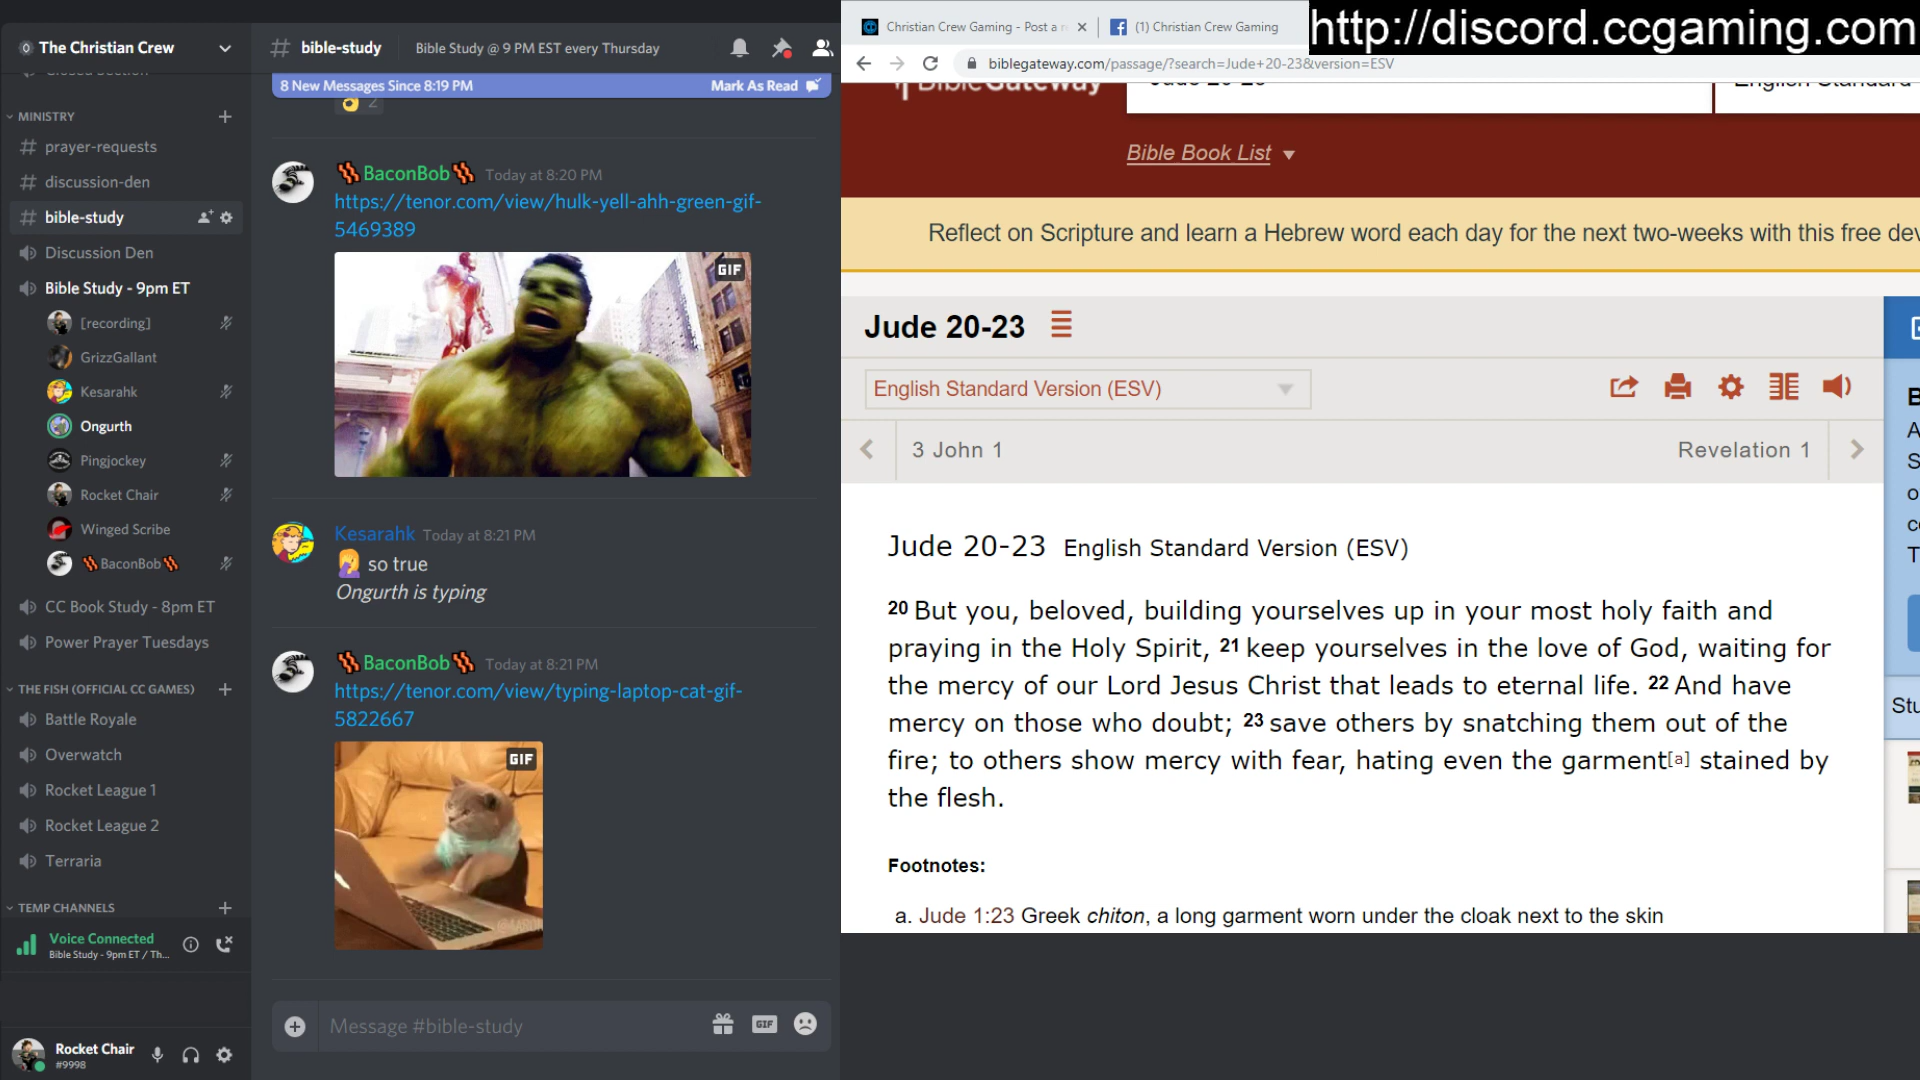 The Christian Crew
Closed Section
MINISTRY
prayer-requests
discussion-den
bible-study
Discussion Den
Bible Study - 9pm ET
[recording]
GrizzGallant
Kesarahk
Ongurth
Pingjockey
Rocket Chair
Winged Scribe
BaconBob
CC Book Study - 8pm ET
Power Prayer Tuesdays
THE FISH (OFFICIAL CC GAMES)
Battle Royale
Overwatch
Rocket League 1
Rocket League 2
Terraria
TEMP CHANNELS
Voice Connected
Bible Study - 9pm ET / Th...
Rocket Chair
#9998
# bible-study Bible Study @ 9 PM EST every Thursday
8 New Messages Since 8:19 PM Mark As Read
2
BaconBob Today at 8:20 PM
https://tenor.com/view/hulk-yell-ahh-green-gif-
5469389
GIF
Kesarahk Today at 8:21 PM
so true
Ongurth is typing
BaconBob Today at 8:21 PM
https://tenor.com/view/typing-laptop-cat-gif-
5822667
GIF
Message #bible-study
GIF
Christian Crew Gaming - Post a (1) Christian Crew Gaming
http://discord.ccgaming.com
biblegateway.com/passage/?search=Jude+20-23&version=ESV
BibleGateway Jude 20-23 English Standard
Bible Book List
Reflect on Scripture and learn a Hebrew word each day for the next two-weeks with this free dev
Jude 20-23
English Standard Version (ESV)
3 John 1 Revelation 1
Jude 20-23 English Standard Version (ESV)
20 But you, beloved, building yourselves up in your most holy faith and
praying in the Holy Spirit, 21 keep yourselves in the love of God, waiting for
the mercy of our Lord Jesus Christ that leads to eternal life. 22 And have
mercy on those who doubt; 23 save others by snatching them out of the
fire; to others show mercy with fear, hating even the garment[a] stained by
the flesh.
Footnotes:
a. Jude 1:23 Greek chiton, a long garment worn under the cloak next to the skin
B
A
S
T
Stu